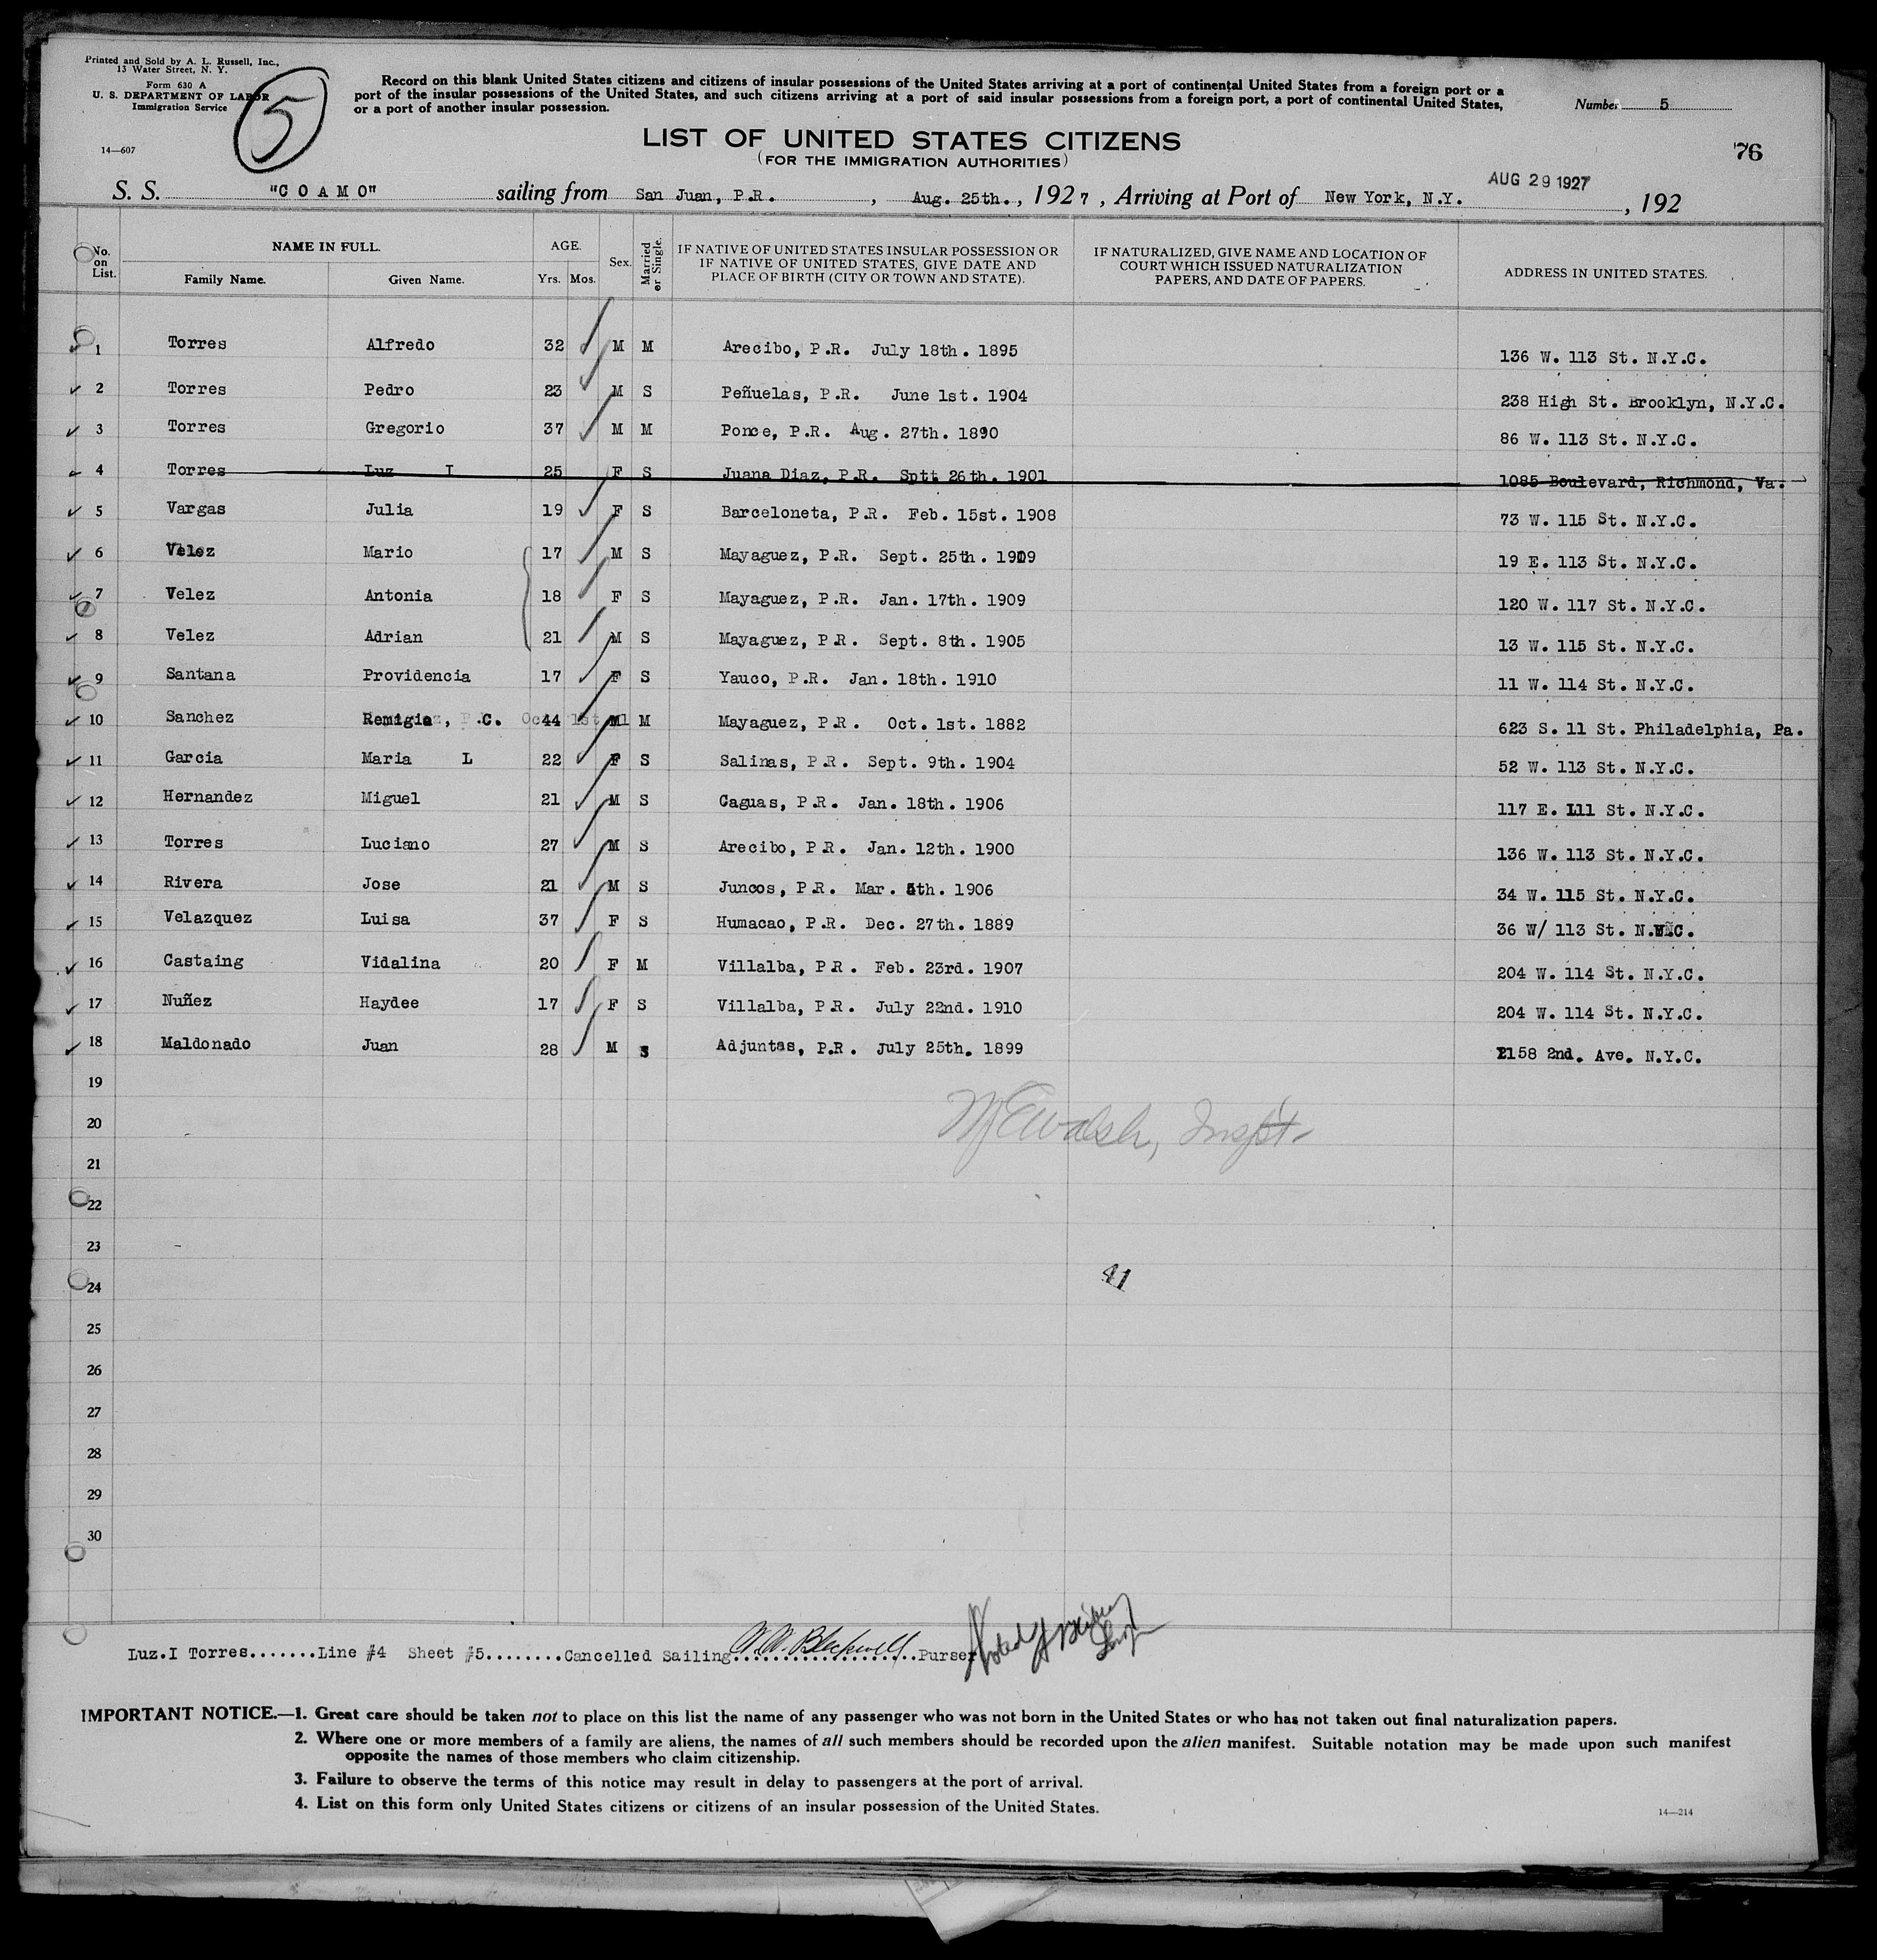 Printed and Sold by A. L. Russell, Inc.,
13 Water Street, N. Y.
Form 630 A
U. S. DEPARTMENT OF LABOR
Immigration Service
14—607
5
Record on this blank United States citizens and citizens of insular possessions of the United States arriving at a port of continental United States from a foreign port or a
port of the insular possessions of the United States, and such citizens arriving at a port of said insular possessions from a foreign port, a port of continental United States,
or a port of another insular possession.
Number 5
LIST OF UNITED STATES CITIZENS
(FOR THE IMMIGRATION AUTHORITIES)
76
S. S. "C O A M O" sailing from San Juan, P.R. , Aug. 25th. , 1927 , Arriving at Port of New York, N.Y. AUG 29 1927 , 192
No. on List. NAME IN FULL. AGE. Sex. Married or Single. IF NATIVE OF UNITED STATES INSULAR POSSESSION OR IF NATIVE OF UNITED STATES, GIVE DATE AND PLACE OF BIRTH (CITY OR TOWN AND STATE). IF NATURALIZED, GIVE NAME AND LOCATION OF COURT WHICH ISSUED NATURALIZATION PAPERS, AND DATE OF PAPERS. ADDRESS IN UNITED STATES.
Family Name. Given Name. Yrs. Mos.
1 Torres Alfredo 32 M M Arecibo, P.R. July 18th. 1895 136 W. 113 St. N.Y.C.
2 Torres Pedro 23 M S Peñuelas, P.R. June 1st. 1904 238 High St. Brooklyn, N.Y.C.
3 Torres Gregorio 37 M M Ponce, P.R. Aug. 27th. 1890 86 W. 113 St. N.Y.C.
4 Torres Luz I 25 F S Juana Diaz, P.R. Sptt 26th. 1901 1085 Boulevard, Richmond, Va.
5 Vargas Julia 19 F S Barceloneta, P.R. Feb. 15st. 1908 73 W. 115 St. N.Y.C.
6 Velez Mario 17 M S Mayaguez, P.R. Sept. 25th. 1909 19 E. 113 St. N.Y.C.
7 Velez Antonia 18 F S Mayaguez, P.R. Jan. 17th. 1909 120 W. 117 St. N.Y.C.
8 Velez Adrian 21 M S Mayaguez, P.R. Sept. 8th. 1905 13 W. 115 St. N.Y.C.
9 Santana Providencia 17 F S Yauco, P.R. Jan. 18th. 1910 11 W. 114 St. N.Y.C.
10 Sanchez Remigia C. 44 M M Mayaguez, P.R. Oct. 1st. 1882 623 S. 11 St. Philadelphia, Pa.
11 Garcia Maria L 22 F S Salinas, P.R. Sept. 9th. 1904 52 W. 113 St. N.Y.C.
12 Hernandez Miguel 21 M S Caguas, P.R. Jan. 18th. 1906 117 E. 111 St. N.Y.C.
13 Torres Luciano 27 M S Arecibo, P.R. Jan. 12th. 1900 136 W. 113 St. N.Y.C.
14 Rivera Jose 21 M S Juncos, P.R. Mar. 5th. 1906 34 W. 115 St. N.Y.C.
15 Velazquez Luisa 37 F S Humacao, P.R. Dec. 27th. 1889 36 W/ 113 St. N.Y.C.
16 Castaing Vidalina 20 F M Villalba, P.R. Feb. 23rd. 1907 204 W. 114 St. N.Y.C.
17 Nuñez Haydee 17 F S Villalba, P.R. July 22nd. 1910 204 W. 114 St. N.Y.C.
18 Maldonado Juan 28 M S Adjuntas, P.R. July 25th. 1899 2158 2nd. Ave. N.Y.C.
19
20 Walsh, Inspt.
21
22
23
24 41
25
26
27
28
29
30
Luz.I Torres.......Line #4 Sheet #5........Cancelled Sailing W. W. Blackwell Purser Noted
IMPORTANT NOTICE.—1. Great care should be taken not to place on this list the name of any passenger who was not born in the United States or who has not taken out final naturalization papers.
2. Where one or more members of a family are aliens, the names of all such members should be recorded upon the alien manifest. Suitable notation may be made upon such manifest
opposite the names of those members who claim citizenship.
3. Failure to observe the terms of this notice may result in delay to passengers at the port of arrival.
4. List on this form only United States citizens or citizens of an insular possession of the United States.
14—214